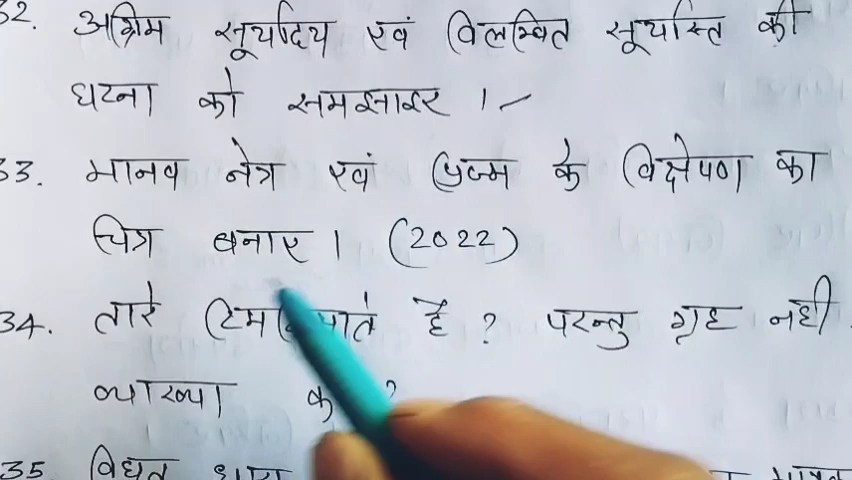 32. अग्रिम सूर्योदय एवं विलम्बित सूर्यास्त की
घटना को समझाइए ।
33. मानव नेत्र एवं प्रिज्म के विक्षेपण का
चित्र बनाए । (2022)
34. तारे टिमटिमाते है ? परन्तु ग्रह नही
व्याख्या क ?
35 विधुत धारा